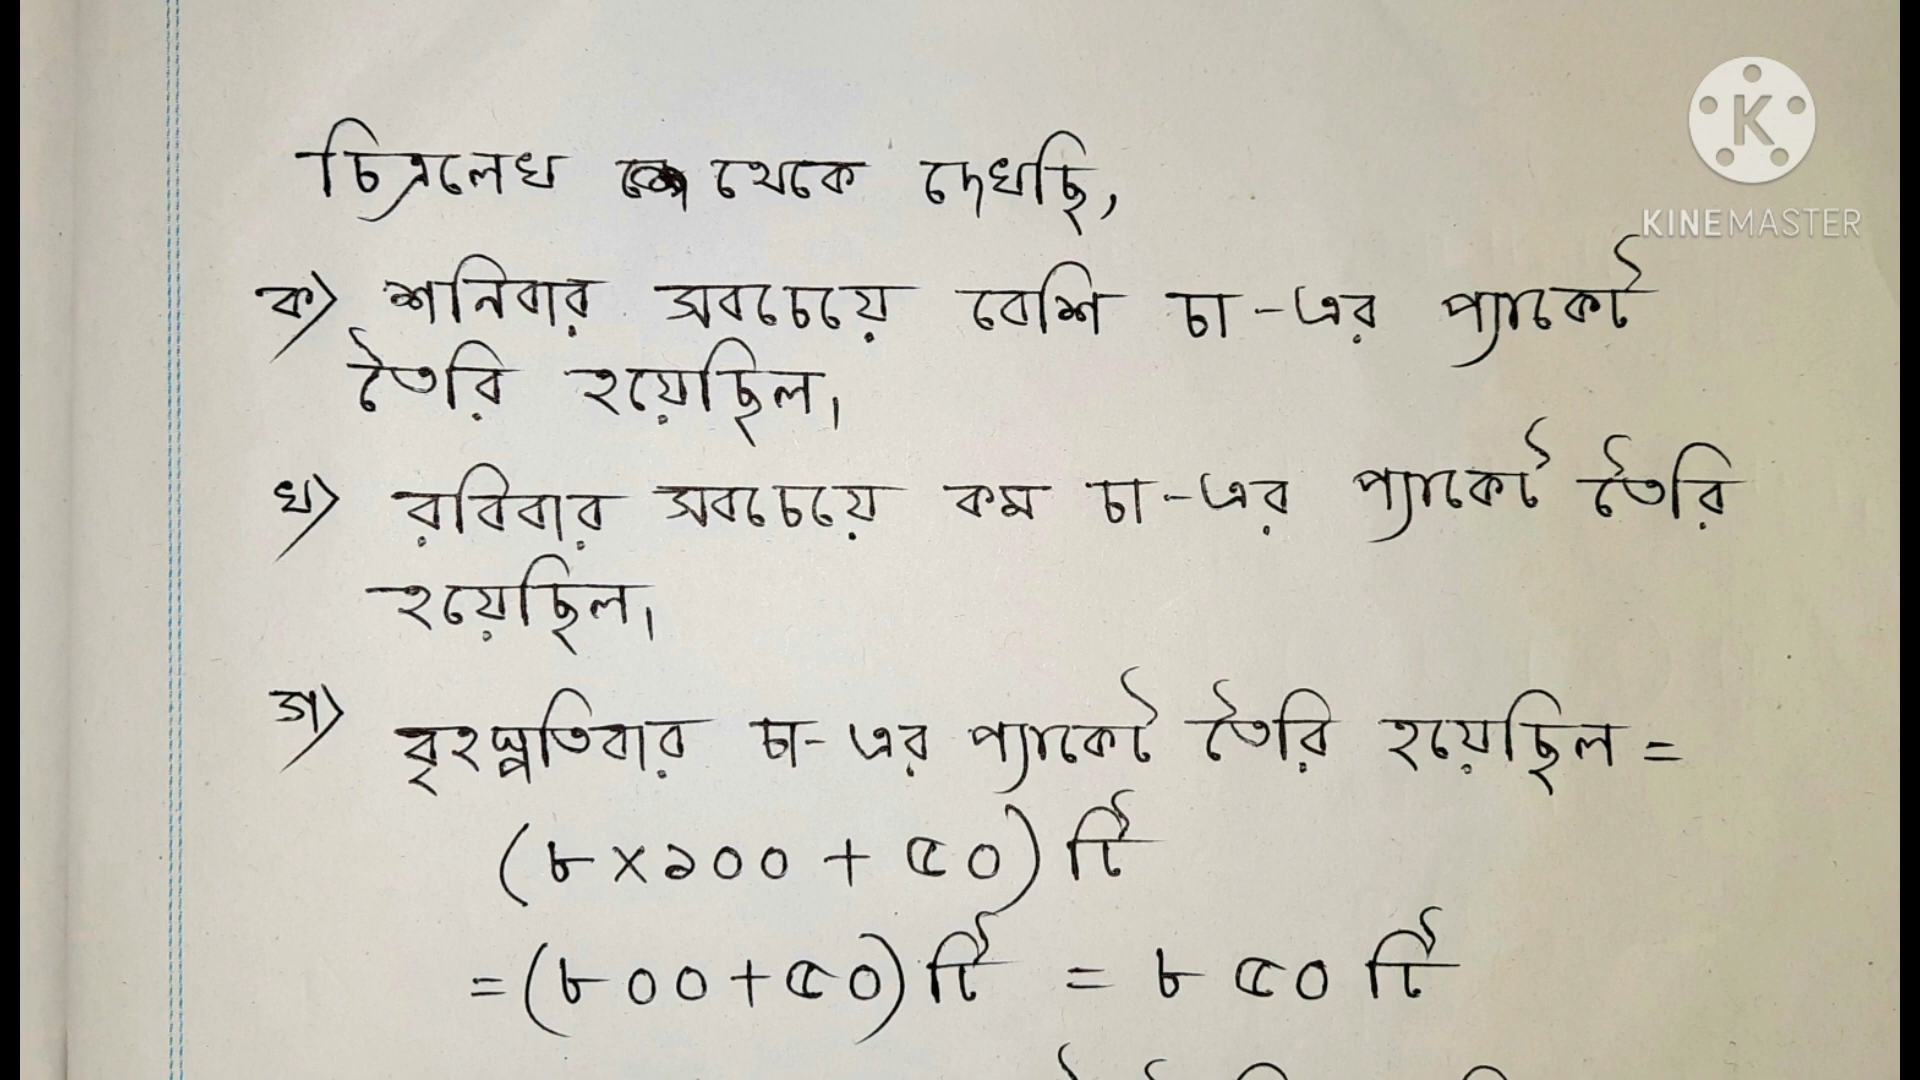 চিত্রলেখ থেকে দেখছি,
KINEMASTER
ক) শনিবার সবচেয়ে বেশি চা-এর প্যাকেট
তৈরি হয়েছিল।
খ) রবিবার সবচেয়ে কম চা-এর প্যাকেট তৈরি
হয়েছিল।
গ) বৃহস্পতিবার চা-এর প্যাকেট তৈরি হয়েছিল =
(৮×১০০ + ৫০) টি
= (৮০০+৫০) টি = ৮৫০ টি